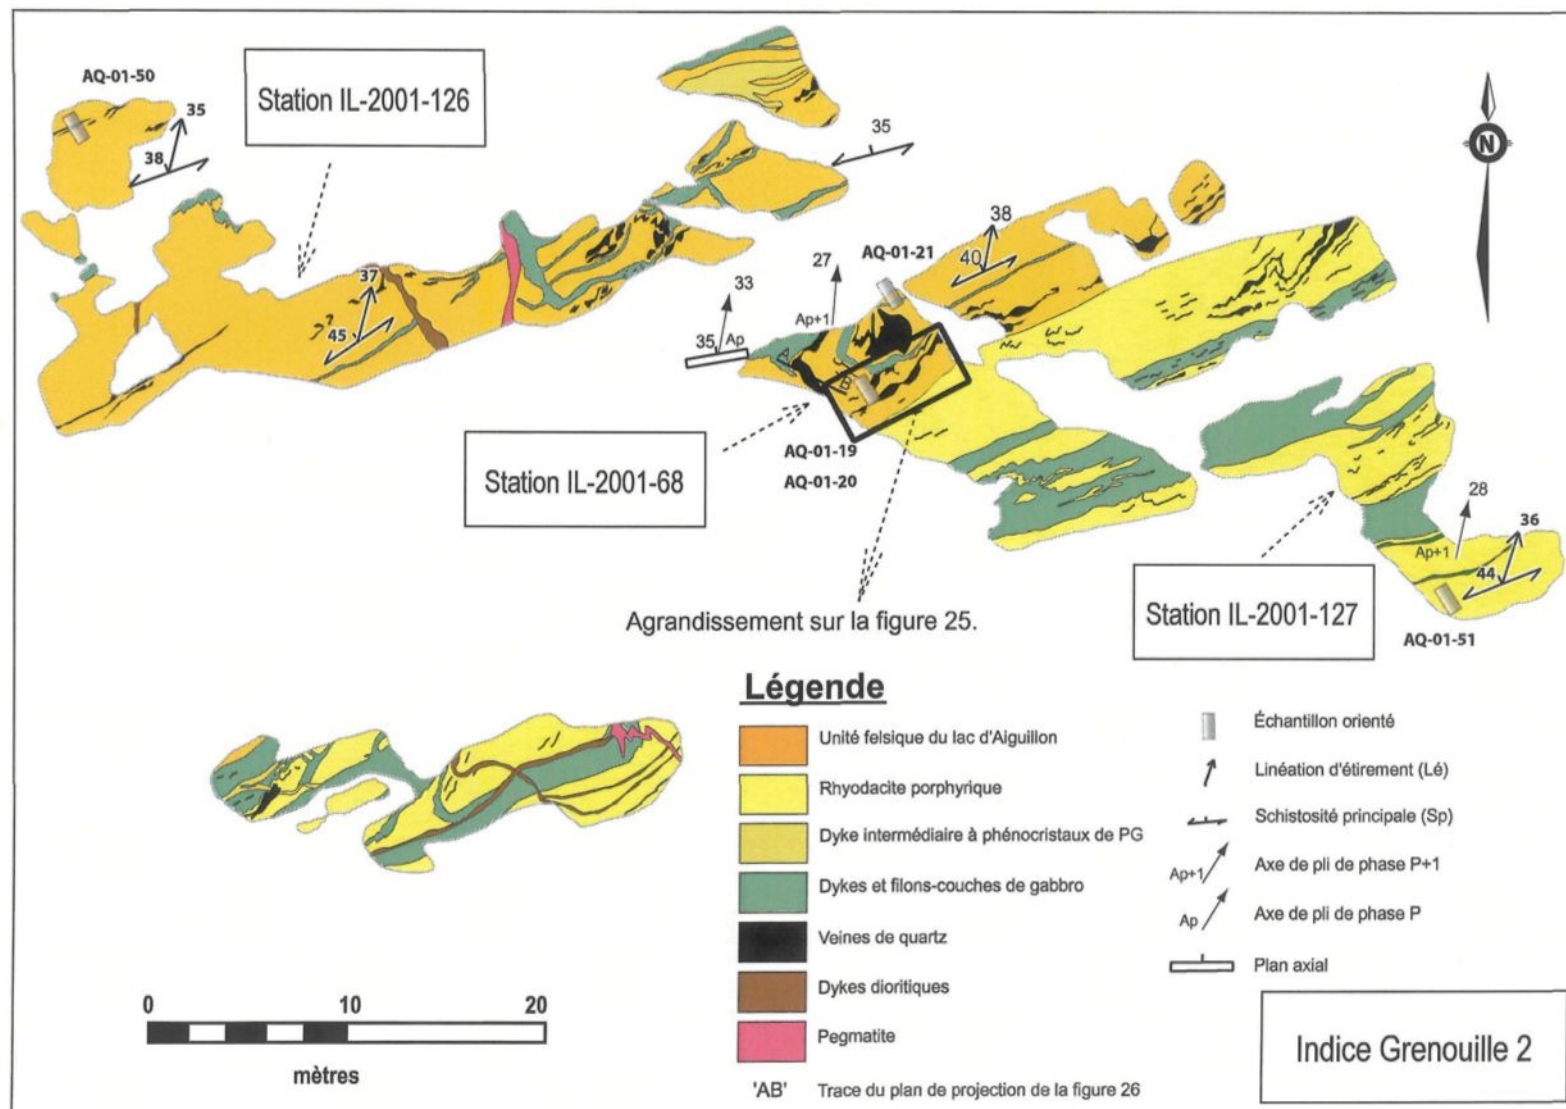 AQ-01-50
35
38
Station IL-2001-126
35
N
38
40
AQ-01-21
27
Ap+1
33
35
Ap
37
45
A
B
Station IL-2001-68
AQ-01-19
AQ-01-20
28
Ap+1
36
44
Station IL-2001-127
AQ-01-51
Agrandissement sur la figure 25.
Légende
Unité felsique du lac d'Aiguillon
Rhyodacite porphyrique
Dyke intermédiaire à phénocristaux de PG
Dykes et filons-couches de gabbro
Veines de quartz
Dykes dioritiques
Pegmatite
'AB' Trace du plan de projection de la figure 26
Échantillon orienté
Linéation d'étirement (Lé)
Schistosité principale (Sp)
Ap+1 Axe de pli de phase P+1
Ap Axe de pli de phase P
Plan axial
0 10 20
mètres
Indice Grenouille 2